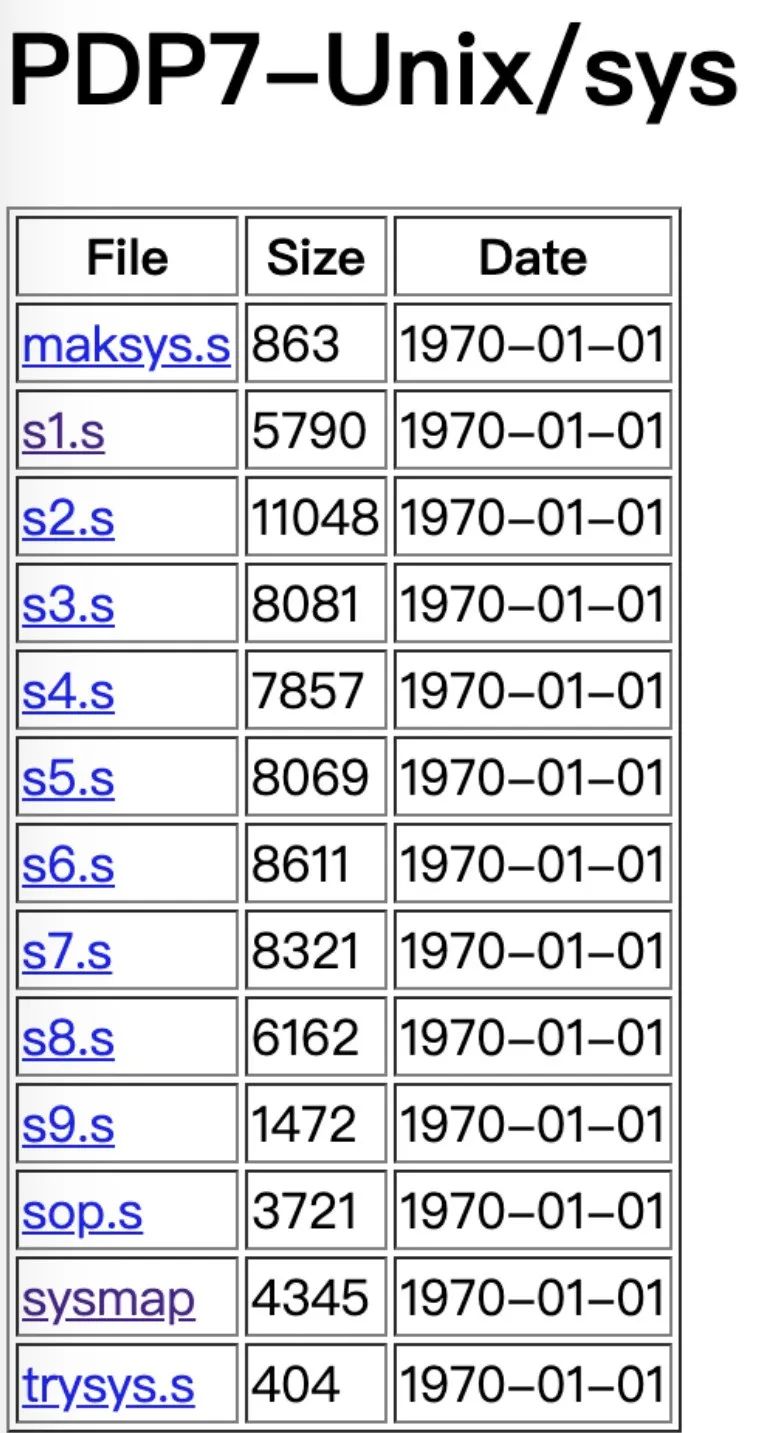 PDP7-Unix/sys
File Size Date
maksys.s 863 1970-01-01
s1.s 5790 1970-01-01
s2.s 11048 1970-01-01
s3.s 8081 1970-01-01
s4.s 7857 1970-01-01
s5.s 8069 1970-01-01
s6.s 8611 1970-01-01
s7.s 8321 1970-01-01
s8.s 6162 1970-01-01
s9.s 1472 1970-01-01
sop.s 3721 1970-01-01
sysmap 4345 1970-01-01
trysys.s 404 1970-01-01